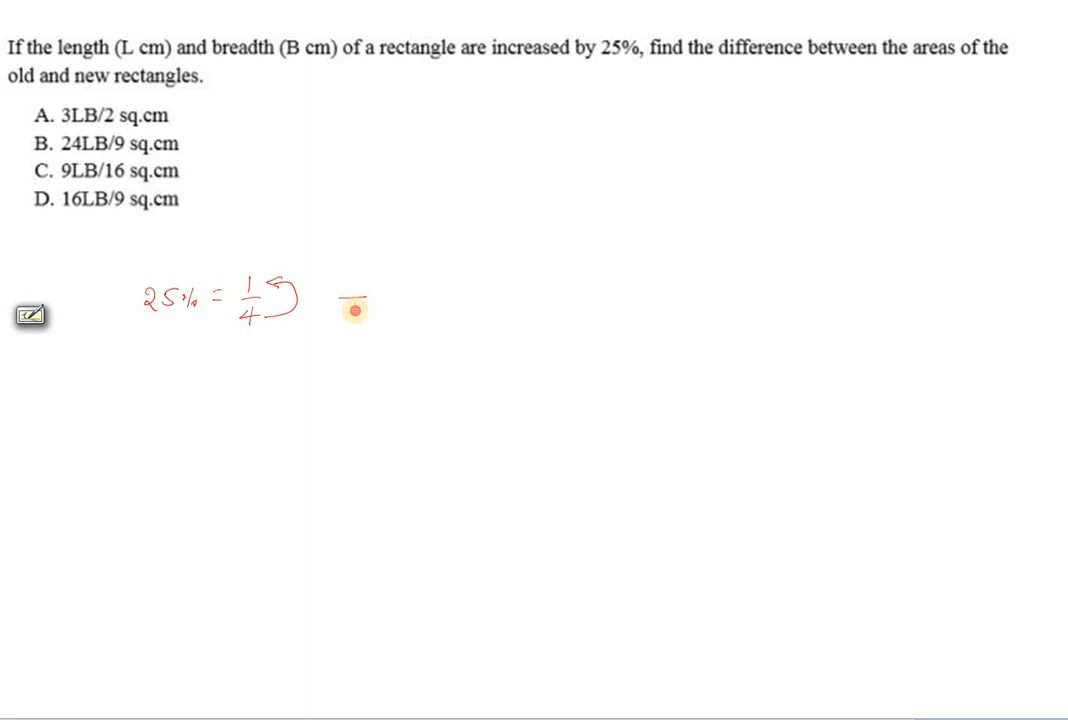 If the length (L cm) and breadth (B cm) of a rectangle are increased by 25%, find the difference between the areas of the
old and new rectangles.
A. 3LB/2 sq.cm
B. 24LB/9 sq.cm
C. 9LB/16 sq.cm
D. 16LB/9 sq.cm
25% = 1/4